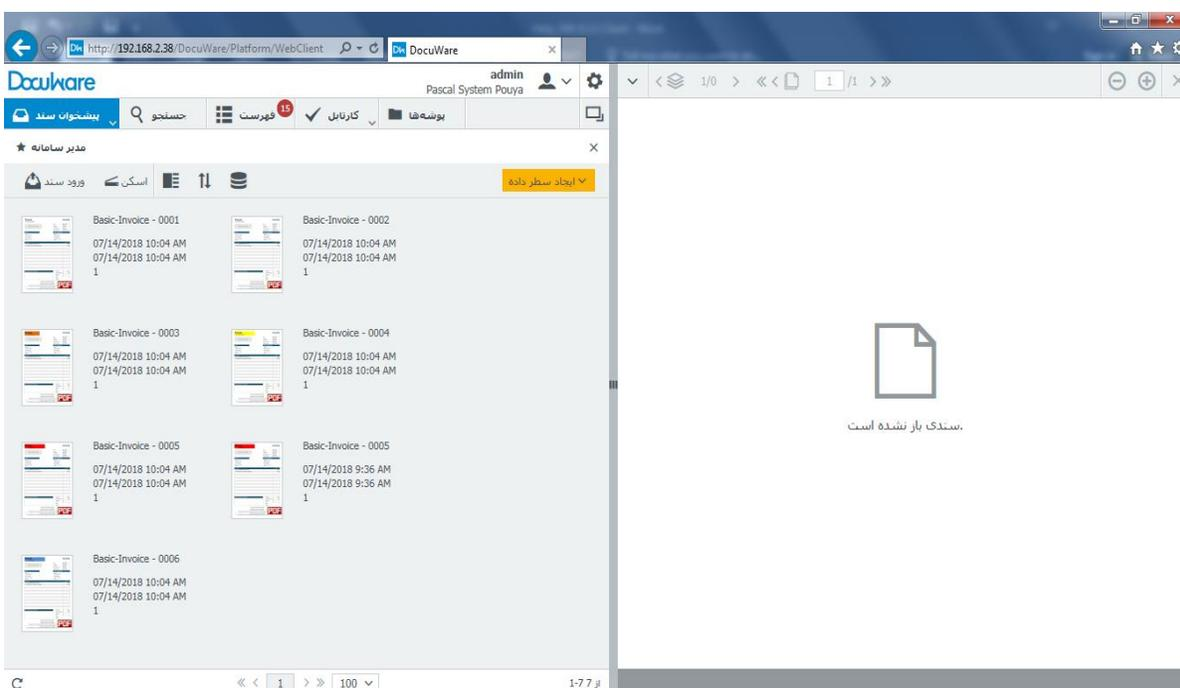 http://192.168.2.38/DocuWare/Platform/WebClient
DocuWare
DocuWare
admin
Pascal System Pouya
1/0
1 /1
پیشخوان سند
جستجو
فهرست 15
کارتابل
پوشه‌ها
مدیر سامانه
ورود سند
اسکن
ایجاد سطر داده
Basic-Invoice - 0001
07/14/2018 10:04 AM
07/14/2018 10:04 AM
1
Basic-Invoice - 0002
07/14/2018 10:04 AM
07/14/2018 10:04 AM
1
Basic-Invoice - 0003
07/14/2018 10:04 AM
07/14/2018 10:04 AM
1
Basic-Invoice - 0004
07/14/2018 10:04 AM
07/14/2018 10:04 AM
1
Basic-Invoice - 0005
07/14/2018 10:04 AM
07/14/2018 10:04 AM
1
Basic-Invoice - 0005
07/14/2018 9:36 AM
07/14/2018 9:36 AM
1
Basic-Invoice - 0006
07/14/2018 10:04 AM
07/14/2018 10:04 AM
1
PDF
PDF
PDF
PDF
PDF
PDF
PDF
.سندی باز نشده است
1
100
1-7 از 7